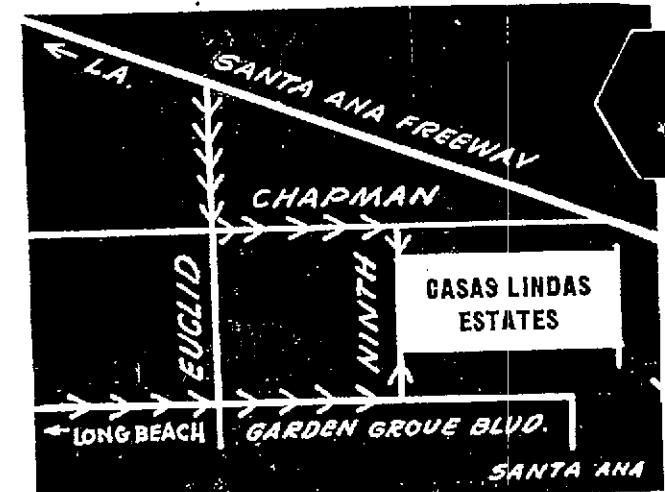 ← L.A.
SANTA ANA FREEWAY
CHAPMAN
EUCLID
NINTH
CASAS LINDAS
ESTATES
← LONG BEACH
GARDEN GROVE BLVD.
SANTA ANA